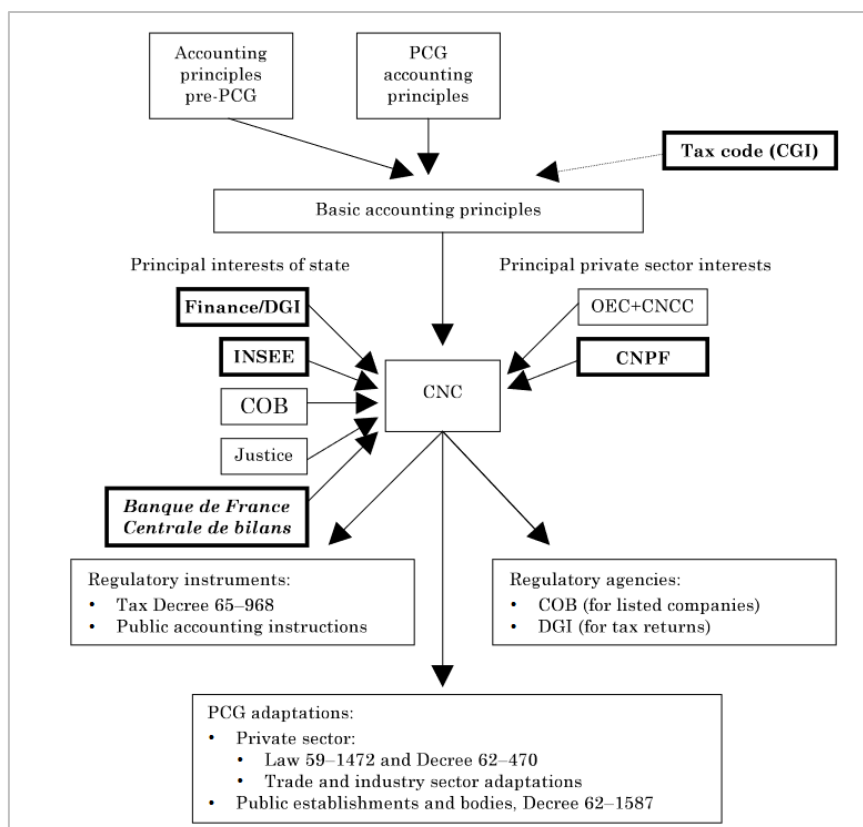 Accounting
principles
pre-PCG
PCG
accounting
principles
Tax code (CGI)
Basic accounting principles
Principal interests of state
Principal private sector interests
Finance/DGI
OEC+CNCC
INSEE
CNPF
CNC
COB
Justice
Banque de France
Centrale de bilans
Regulatory instruments:
• Tax Decree 65–968
• Public accounting instructions
Regulatory agencies:
• COB (for listed companies)
• DGI (for tax returns)
PCG adaptations:
• Private sector:
• Law 59–1472 and Decree 62–470
• Trade and industry sector adaptations
• Public establishments and bodies, Decree 62–1587